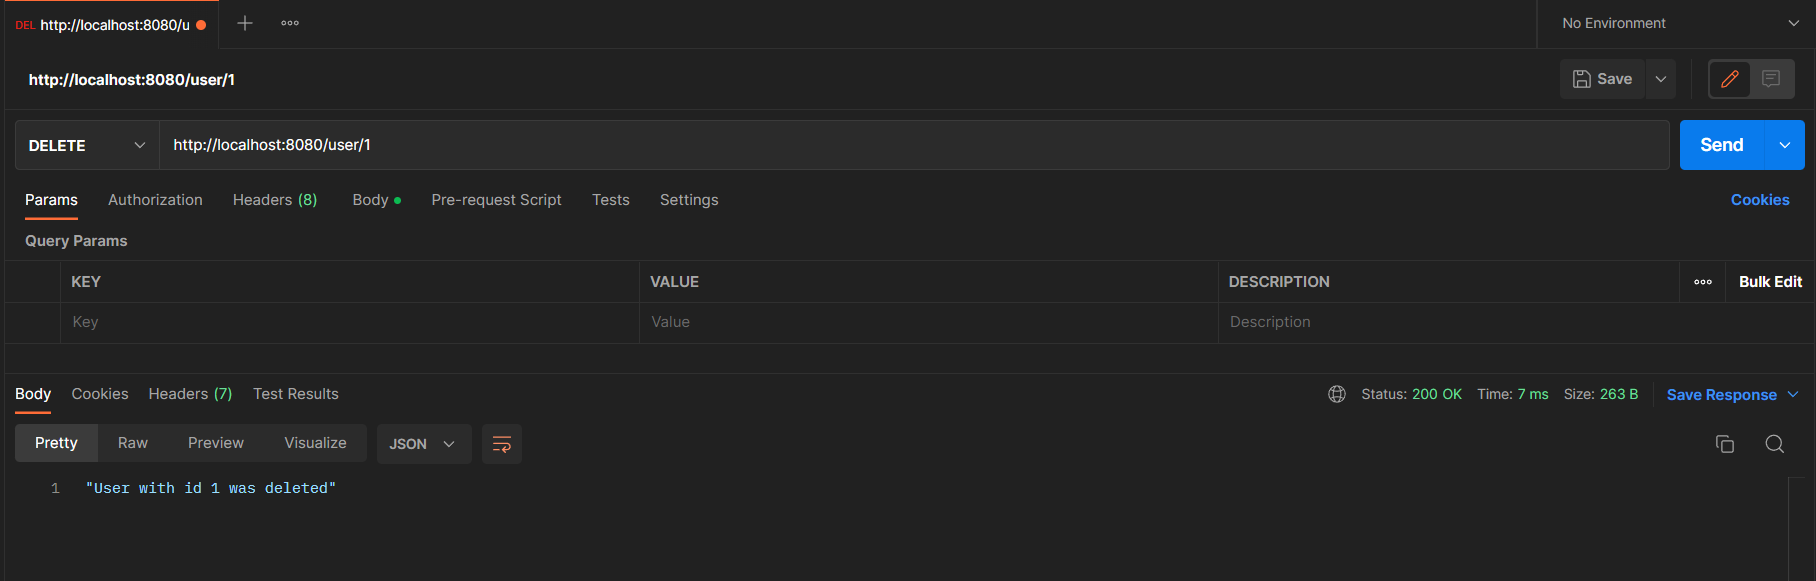 DEL http://localhost:8080/u
No Environment
http://localhost:8080/user/1
Save
DELETE http://localhost:8080/user/1 Send
Params Authorization Headers (8) Body Pre-request Script Tests Settings Cookies
Query Params
KEY VALUE DESCRIPTION Bulk Edit
Key Value Description
Body Cookies Headers (7) Test Results Status: 200 OK Time: 7 ms Size: 263 B Save Response
Pretty Raw Preview Visualize JSON
1 "User with id 1 was deleted"